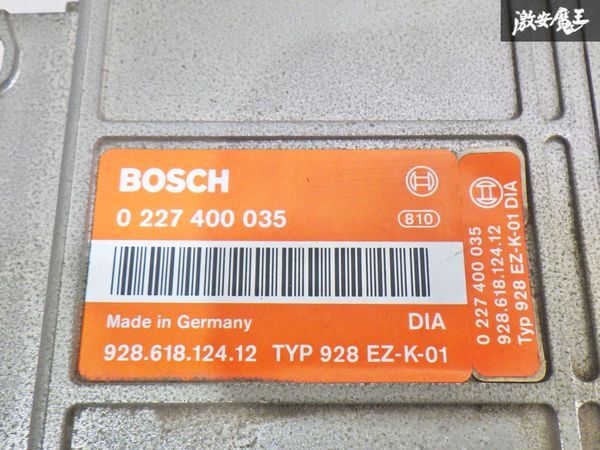 激安魔王
BOSCH
0 227 400 035
810
Made in Germany
DIA
928.618.124.12 TYP 928 EZ-K-01
0 227 400 035
928.618.124.12
Typ 928 EZ-K-01 DIA